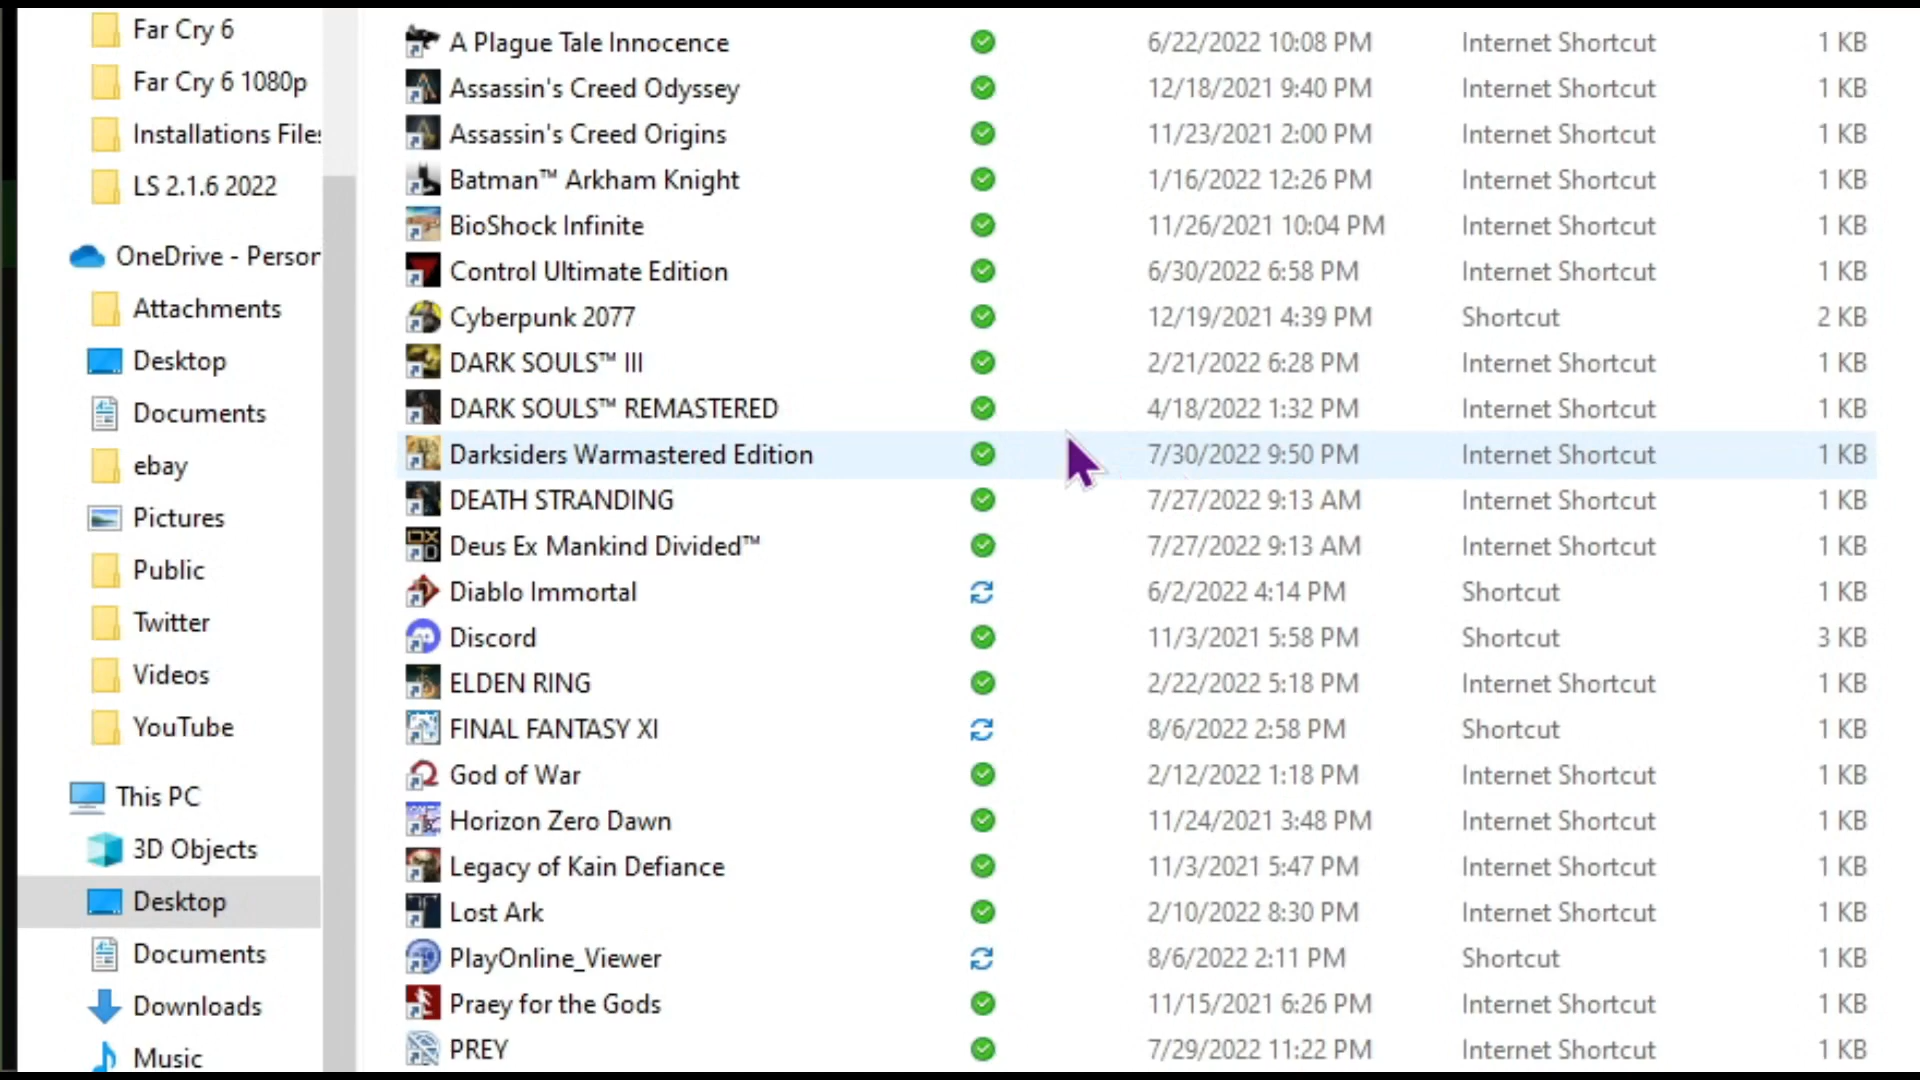 Far Cry 6
Far Cry 6 1080p
Installations Files
LS 2.1.6 2022
OneDrive - Person
Attachments
Desktop
Documents
ebay
Pictures
Public
Twitter
Videos
YouTube
This PC
3D Objects
Desktop
Documents
Downloads
Music
A Plague Tale Innocence 6/22/2022 10:08 PM Internet Shortcut 1 KB
Assassin's Creed Odyssey 12/18/2021 9:40 PM Internet Shortcut 1 KB
Assassin's Creed Origins 11/23/2021 2:00 PM Internet Shortcut 1 KB
Batman™ Arkham Knight 1/16/2022 12:26 PM Internet Shortcut 1 KB
BioShock Infinite 11/26/2021 10:04 PM Internet Shortcut 1 KB
Control Ultimate Edition 6/30/2022 6:58 PM Internet Shortcut 1 KB
Cyberpunk 2077 12/19/2021 4:39 PM Shortcut 2 KB
DARK SOULS™ III 2/21/2022 6:28 PM Internet Shortcut 1 KB
DARK SOULS™ REMASTERED 4/18/2022 1:32 PM Internet Shortcut 1 KB
Darksiders Warmastered Edition 7/30/2022 9:50 PM Internet Shortcut 1 KB
DEATH STRANDING 7/27/2022 9:13 AM Internet Shortcut 1 KB
Deus Ex Mankind Divided™ 7/27/2022 9:13 AM Internet Shortcut 1 KB
Diablo Immortal 6/2/2022 4:14 PM Shortcut 1 KB
Discord 11/3/2021 5:58 PM Shortcut 3 KB
ELDEN RING 2/22/2022 5:18 PM Internet Shortcut 1 KB
FINAL FANTASY XI 8/6/2022 2:58 PM Shortcut 1 KB
God of War 2/12/2022 1:18 PM Internet Shortcut 1 KB
Horizon Zero Dawn 11/24/2021 3:48 PM Internet Shortcut 1 KB
Legacy of Kain Defiance 11/3/2021 5:47 PM Internet Shortcut 1 KB
Lost Ark 2/10/2022 8:30 PM Internet Shortcut 1 KB
PlayOnline_Viewer 8/6/2022 2:11 PM Shortcut 1 KB
Praey for the Gods 11/15/2021 6:26 PM Internet Shortcut 1 KB
PREY 7/29/2022 11:22 PM Internet Shortcut 1 KB